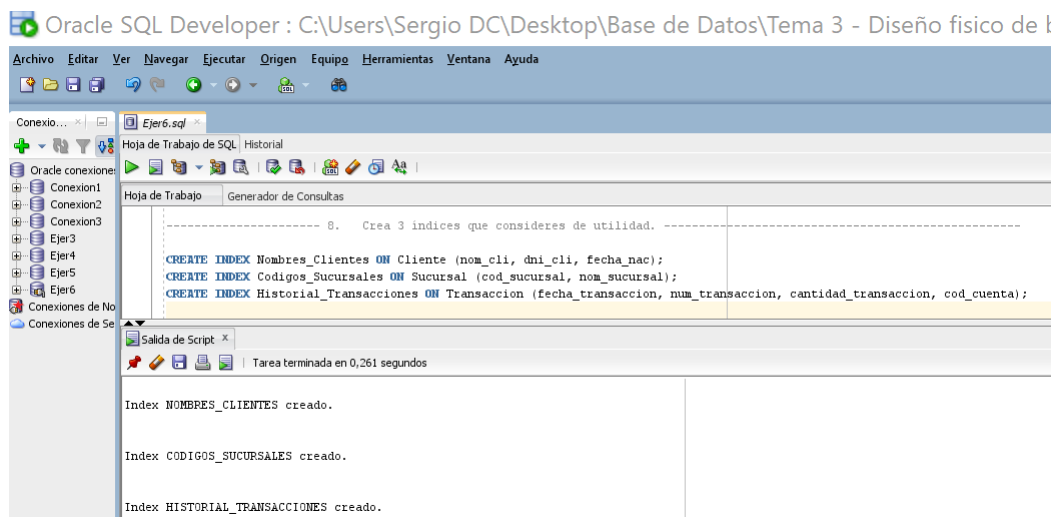 Oracle SQL Developer : C:\Users\Sergio DC\Desktop\Base de Datos\Tema 3 - Diseño fisico de
Archivo Editar Ver Navegar Ejecutar Origen Equipo Herramientas Ventana Ayuda
Conexio...
Ejer6.sql
Hoja de Trabajo de SQL Historial
Oracle conexione
Conexion1
Conexion2
Conexion3
Ejer3
Ejer4
Ejer5
Ejer6
Conexiones de No
Conexiones de Se
Hoja de Trabajo Generador de Consultas
---------------------- 8. Crea 3 indices que consideres de utilidad. ---------------------------------------------------
CREATE INDEX Nombres_Clientes ON Cliente (nom_cli, dni_cli, fecha_nac);
CREATE INDEX Codigos_Sucursales ON Sucursal (cod_sucursal, nom_sucursal);
CREATE INDEX Historial_Transacciones ON Transaccion (fecha_transaccion, num_transaccion, cantidad_transaccion, cod_cuenta);
Salida de Script
Tarea terminada en 0,261 segundos
Index NOMBRES_CLIENTES creado.
Index CODIGOS_SUCURSALES creado.
Index HISTORIAL_TRANSACCIONES creado.